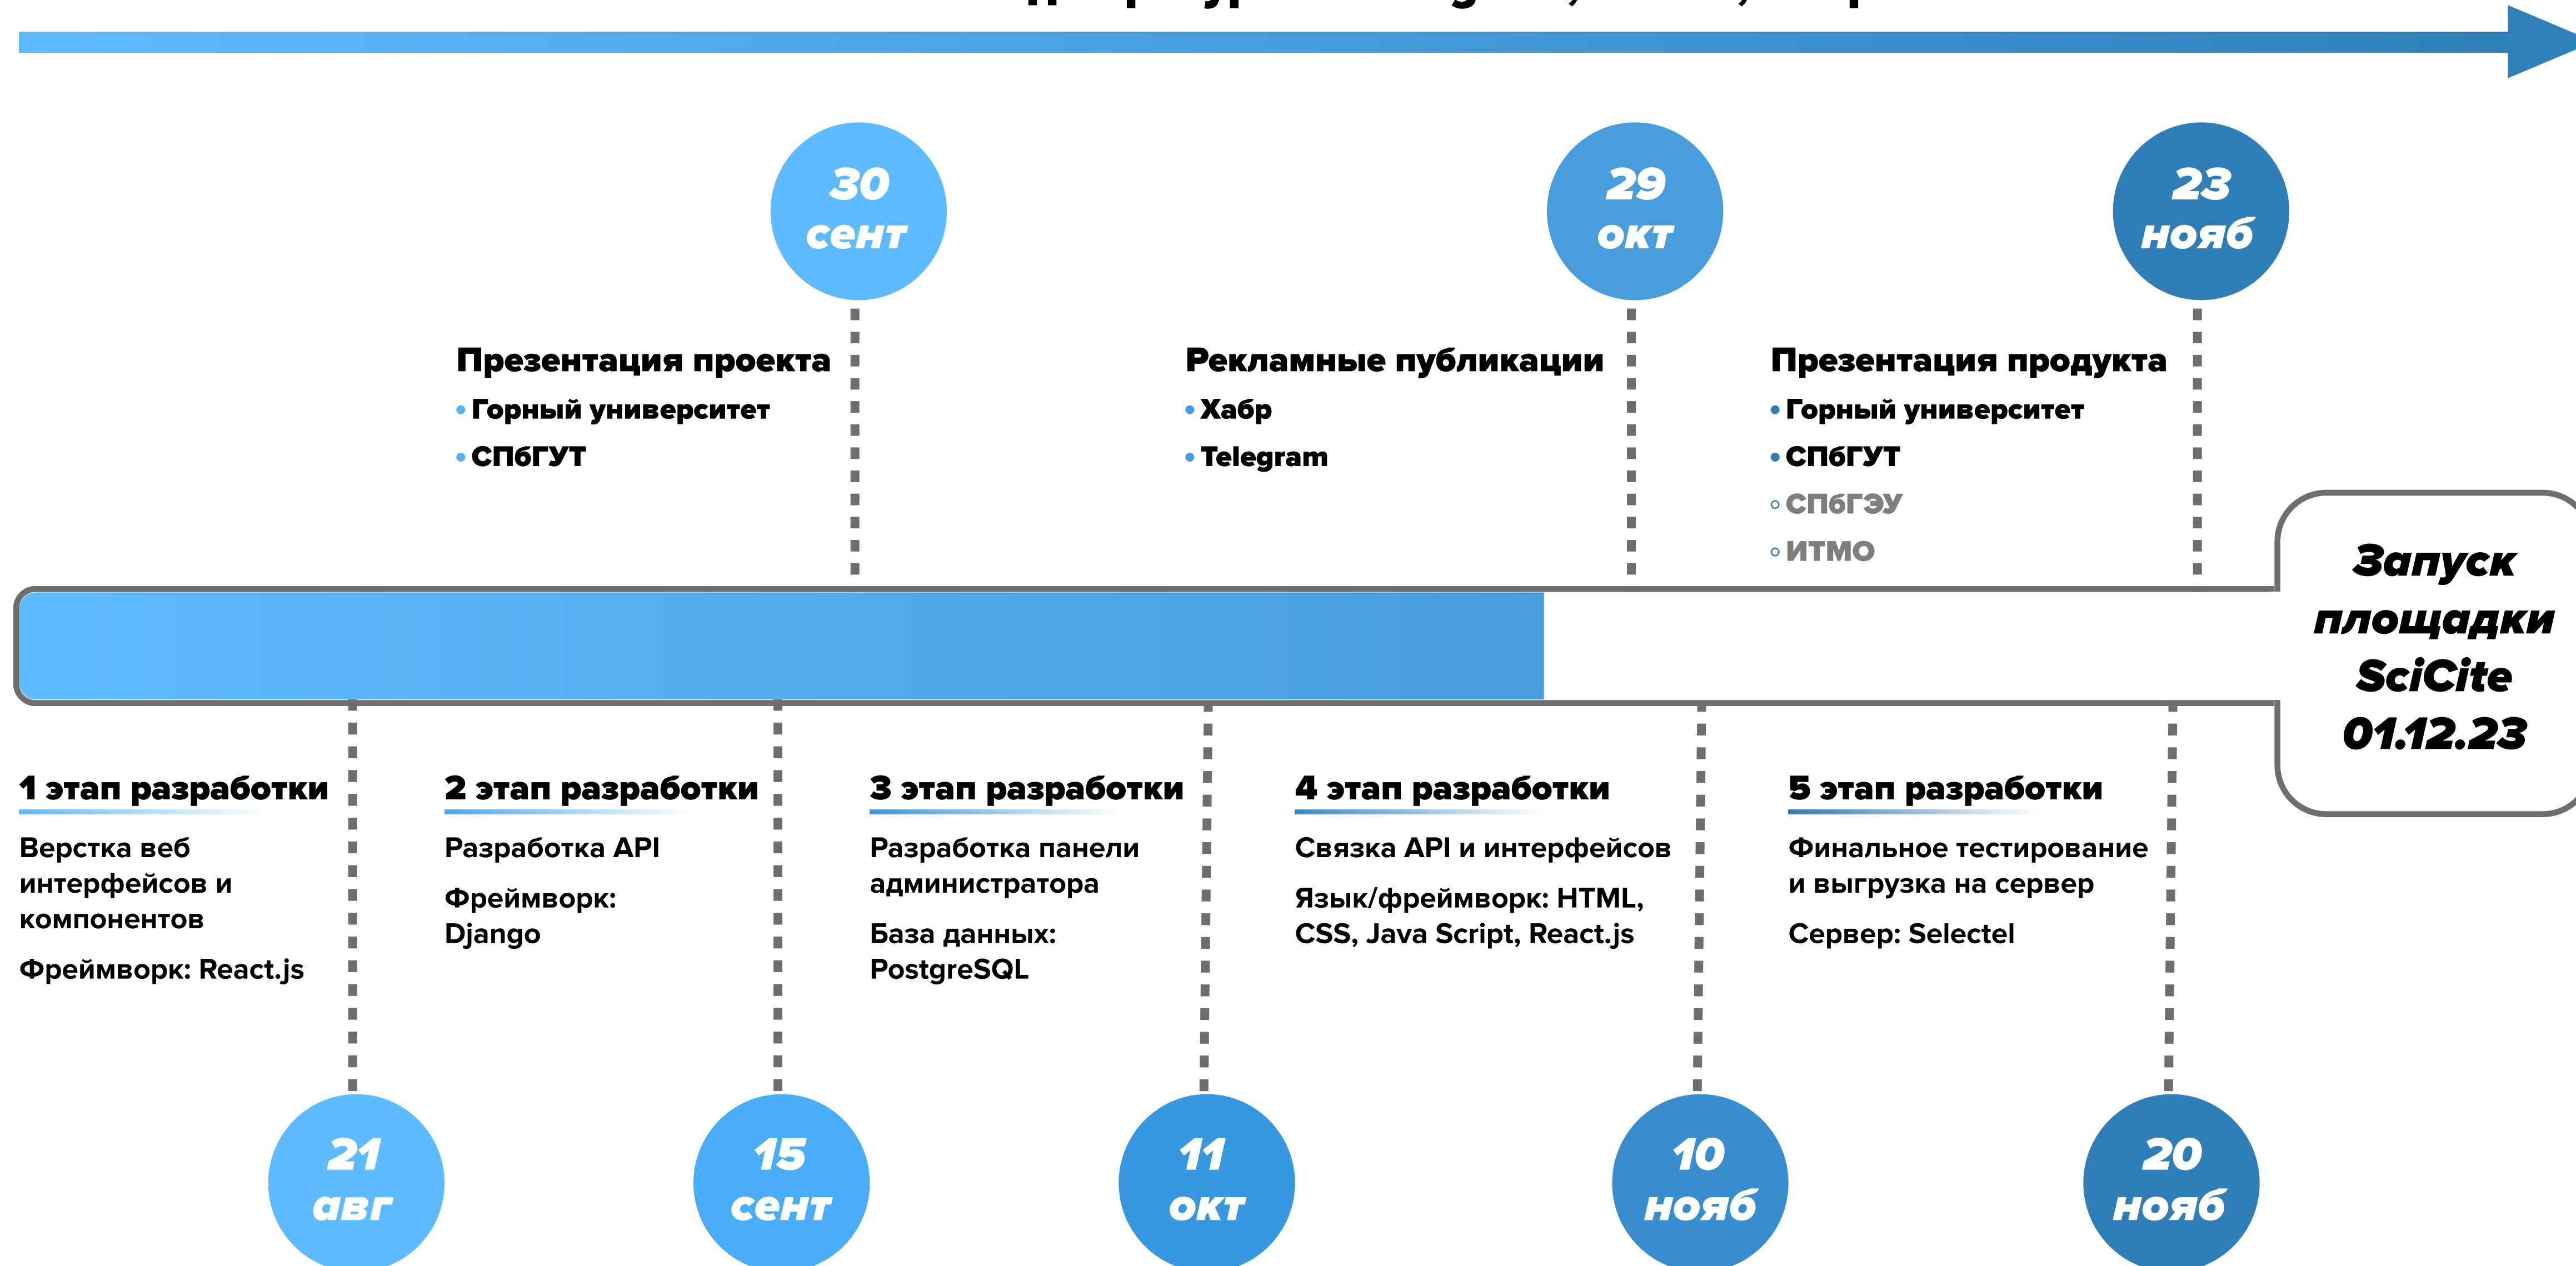 30
сент
29
окт
23
нояб
Презентация проекта
Горный университет
СПбГУТ
Рекламные публикации
Хабр
Telegram
Презентация продукта
Горный университет
СПбГУТ
СПбГЭУ
ИТМО
Запуск
площадки
SciCite
01.12.23
1 этап разработки
Верстка веб
интерфейсов и
компонентов
Фреймворк: React.js
2 этап разработки
Разработка API
Фреймворк:
Django
3 этап разработки
Разработка панели
администратора
База данных:
PostgreSQL
4 этап разработки
Связка API и интерфейсов
Язык/фреймворк: HTML,
CSS, Java Script, React.js
5 этап разработки
Финальное тестирование
и выгрузка на сервер
Сервер: Selectel
21
авг
15
сент
11
окт
10
нояб
20
нояб